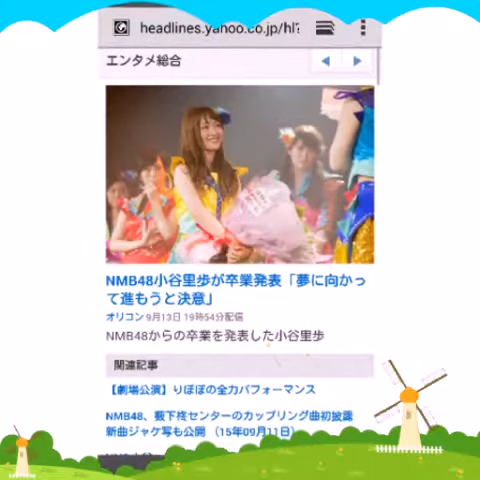 headlines.yahoo.co.jp/hl?
エンタメ総合
NMB48小谷里歩が卒業発表「夢に向かっ
て進もうと決意」
オリコン 9月13日 19時54分配信
NMB48からの卒業を発表した小谷里歩
関連記事
【劇場公演】りぽぽの全力パフォーマンス
NMB48、薮下柊センターのカップリング曲初披露
新曲ジャケ写も公開 (15年09月11日)